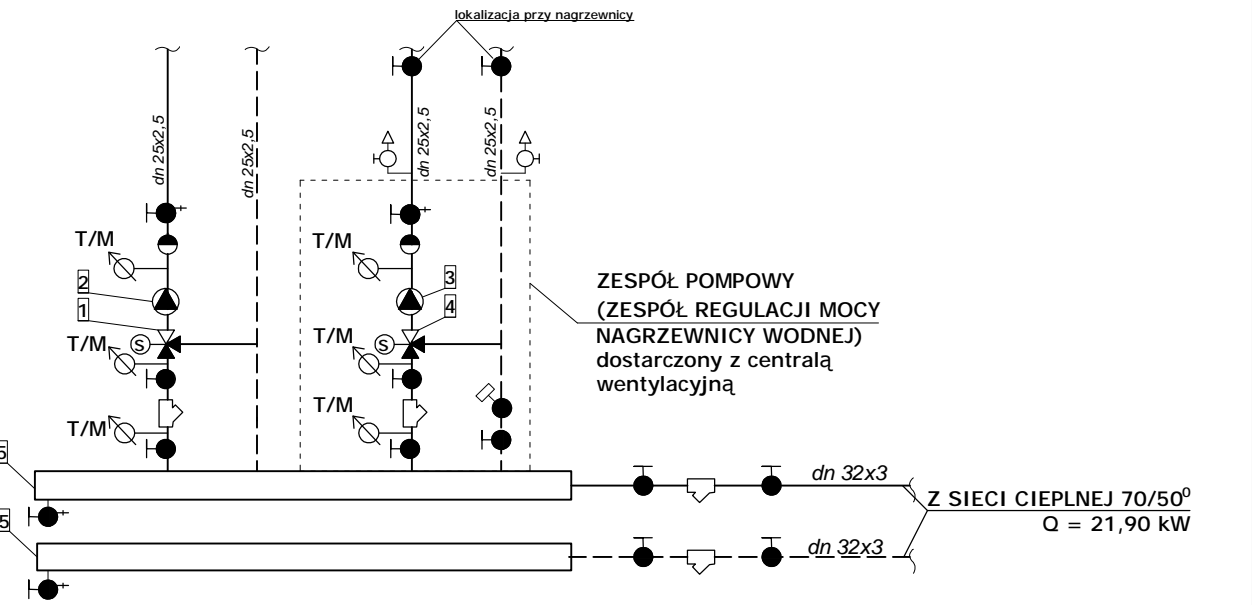 lokalizacja przy nagrzewnicy
dn 25x2,5
dn 25x2,5
dn 25x2,5
dn 25x2,5
T/M
T/M
2
3
1
4
S
S
T/M
T/M
T/M
T/M
ZESPÓŁ POMPOWY
(ZESPÓŁ REGULACJI MOCY
NAGRZEWNICY WODNEJ)
dostarczony z centralą
wentylacyjną
5
5
dn 32x3
dn 32x3
Z SIECI CIEPLNEJ 70/50⁰
Q = 21,90 kW